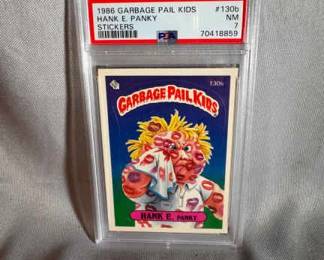 1986 GARBAGE PAIL KIDS #130b
HANK E. PANKY NM
STICKERS 7
PSA 70418859
130b
GARBAGE PAIL KIDS
HANK E. PANKY